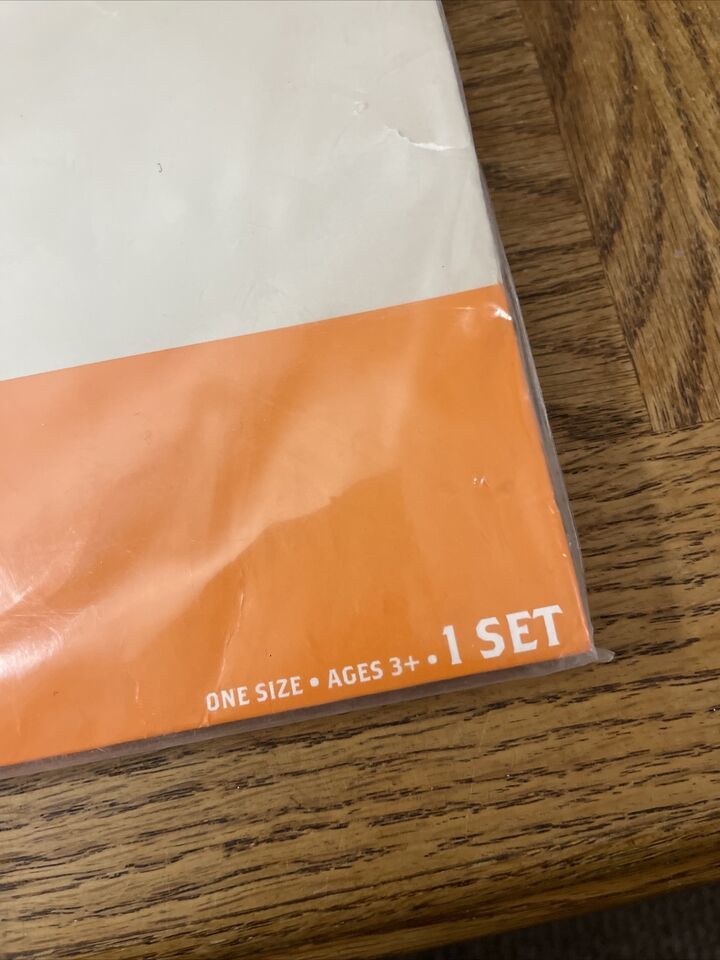 ONE SIZE • AGES 3+ • 1 SET